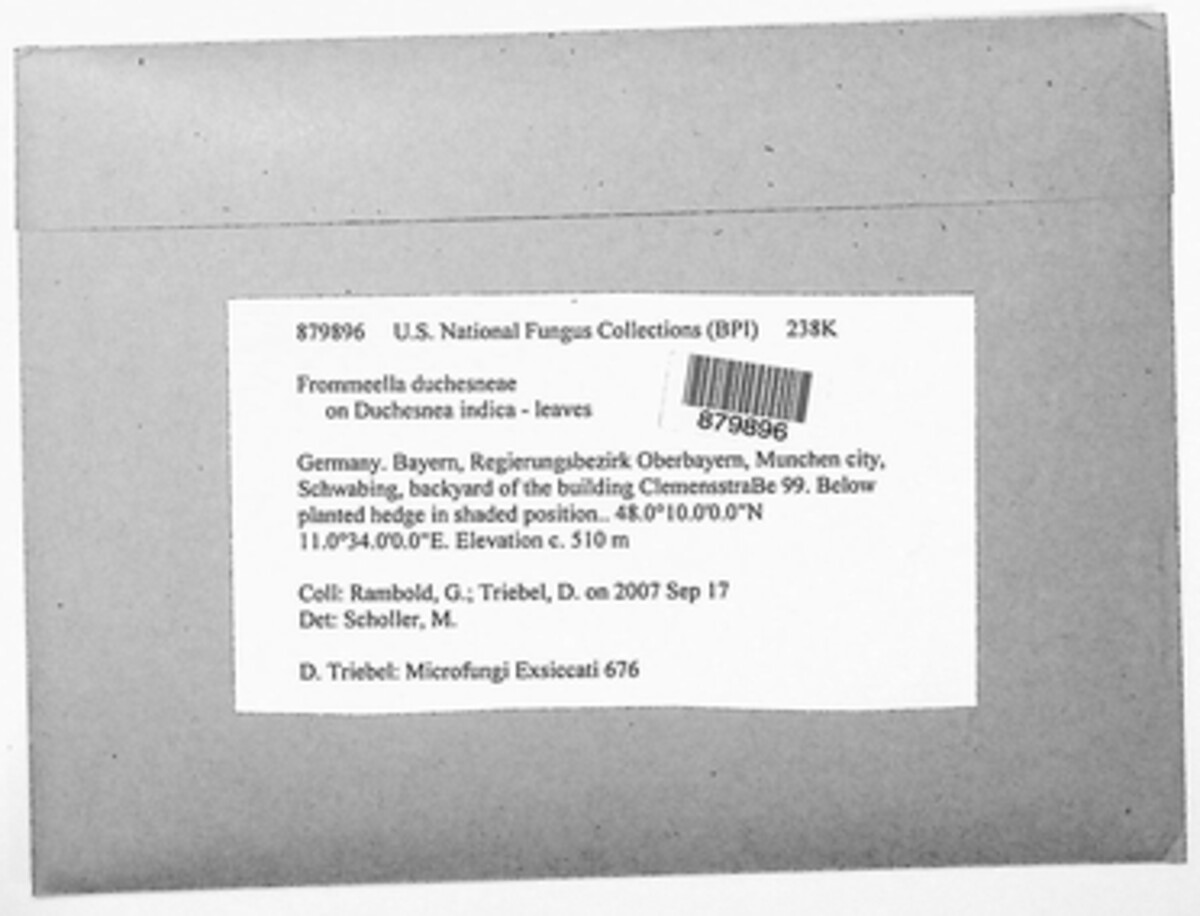 879896 U.S. National Fungus Collections (BPI) 238K
Frommeella duchesneae
on Duchesnea indica - leaves
879896
Germany. Bayern, Regierungsbezirk Oberbayern, Munchen city,
Schwabing, backyard of the building ClemensstraBe 99. Below
planted hedge in shaded position.. 48.0°10.0'0.0"N
11.0°34.0'0.0"E. Elevation c. 510 m
Coll: Rambold, G.; Triebel, D. on 2007 Sep 17
Det: Scholler, M.
D. Triebel: Microfungi Exsiccati 676